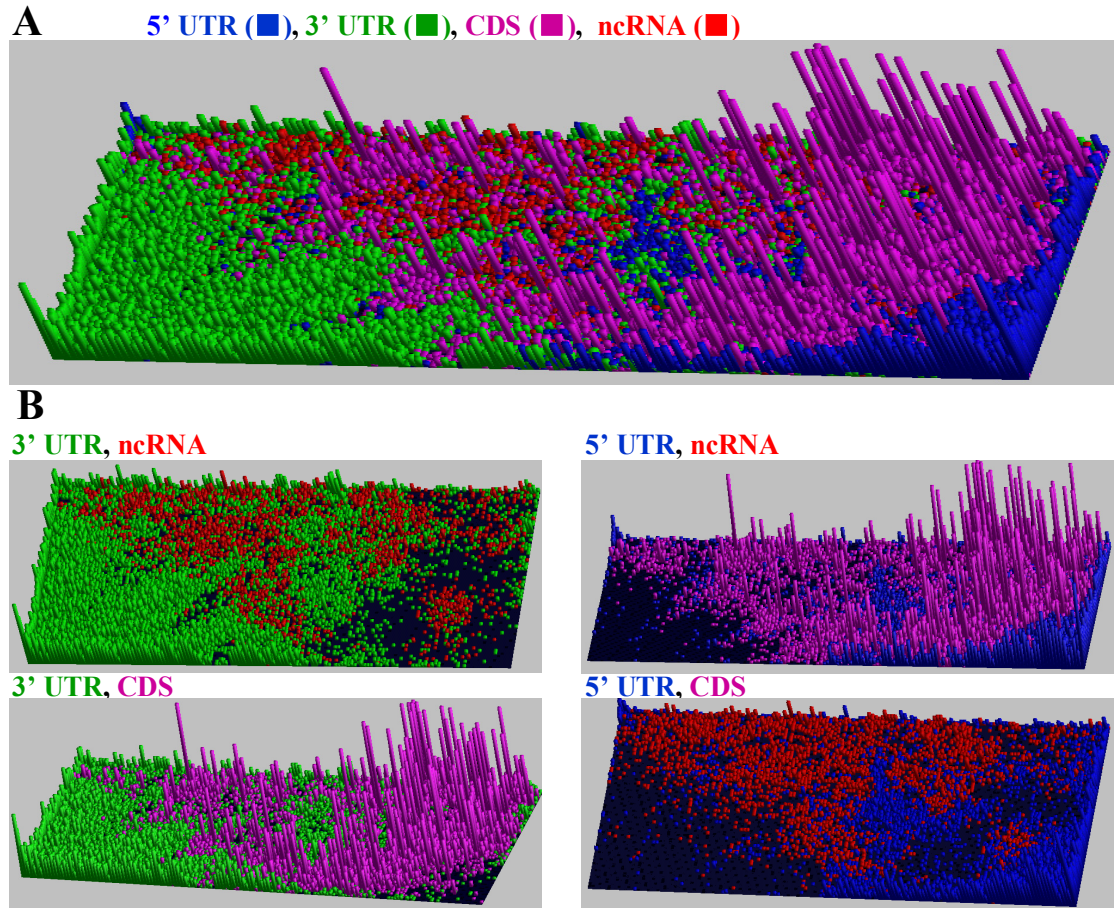 A
5’ UTR (■), 3’ UTR (■), CDS (■), ncRNA (■)
B
3’ UTR, ncRNA
5’ UTR, ncRNA
3’ UTR, CDS
5’ UTR, CDS